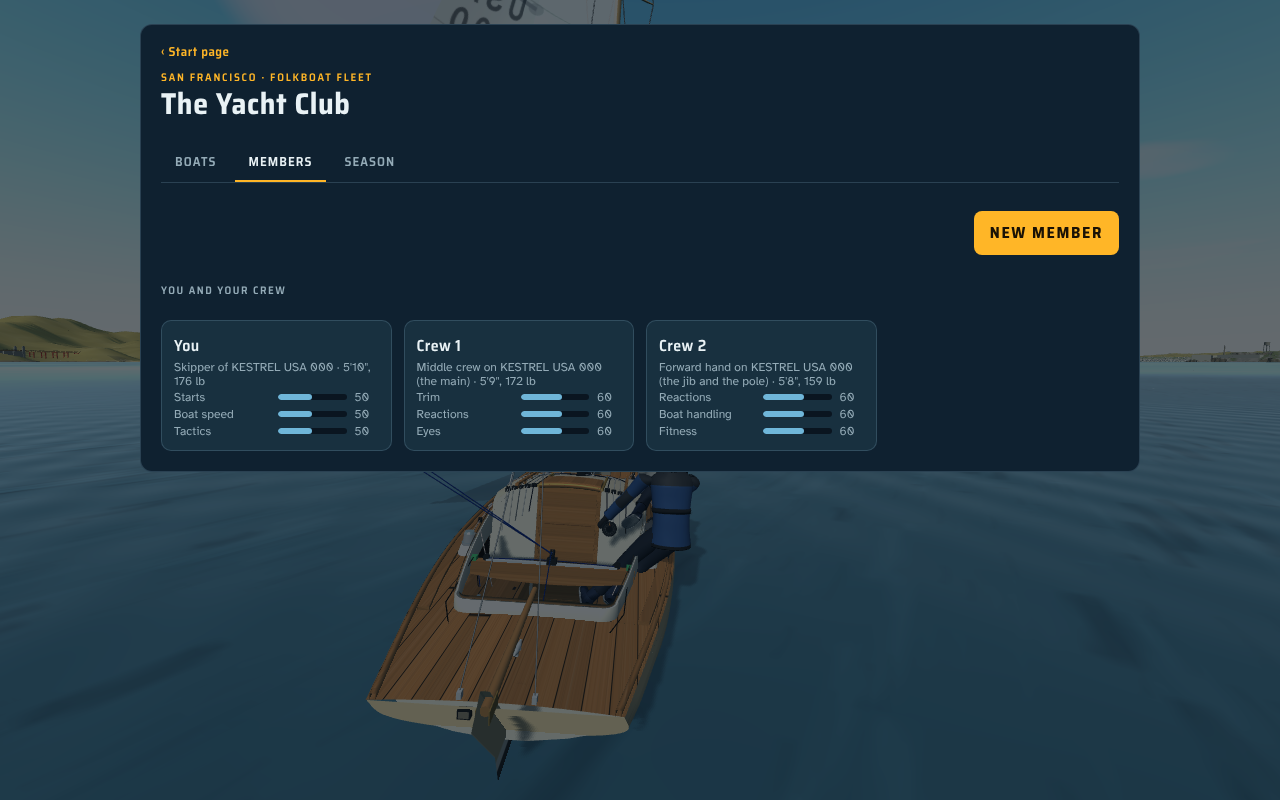 ‹ Start page
SAN FRANCISCO · FOLKBOAT FLEET
The Yacht Club
BOATS MEMBERS SEASON
NEW MEMBER
YOU AND YOUR CREW
You
Skipper of KESTREL USA 000 · 5'10",
176 lb
Starts 50
Boat speed 50
Tactics 50
Crew 1
Middle crew on KESTREL USA 000
(the main) · 5'9", 172 lb
Trim 60
Reactions 60
Eyes 60
Crew 2
Forward hand on KESTREL USA 000
(the jib and the pole) · 5'8", 159 lb
Reactions 60
Boat handling 60
Fitness 60